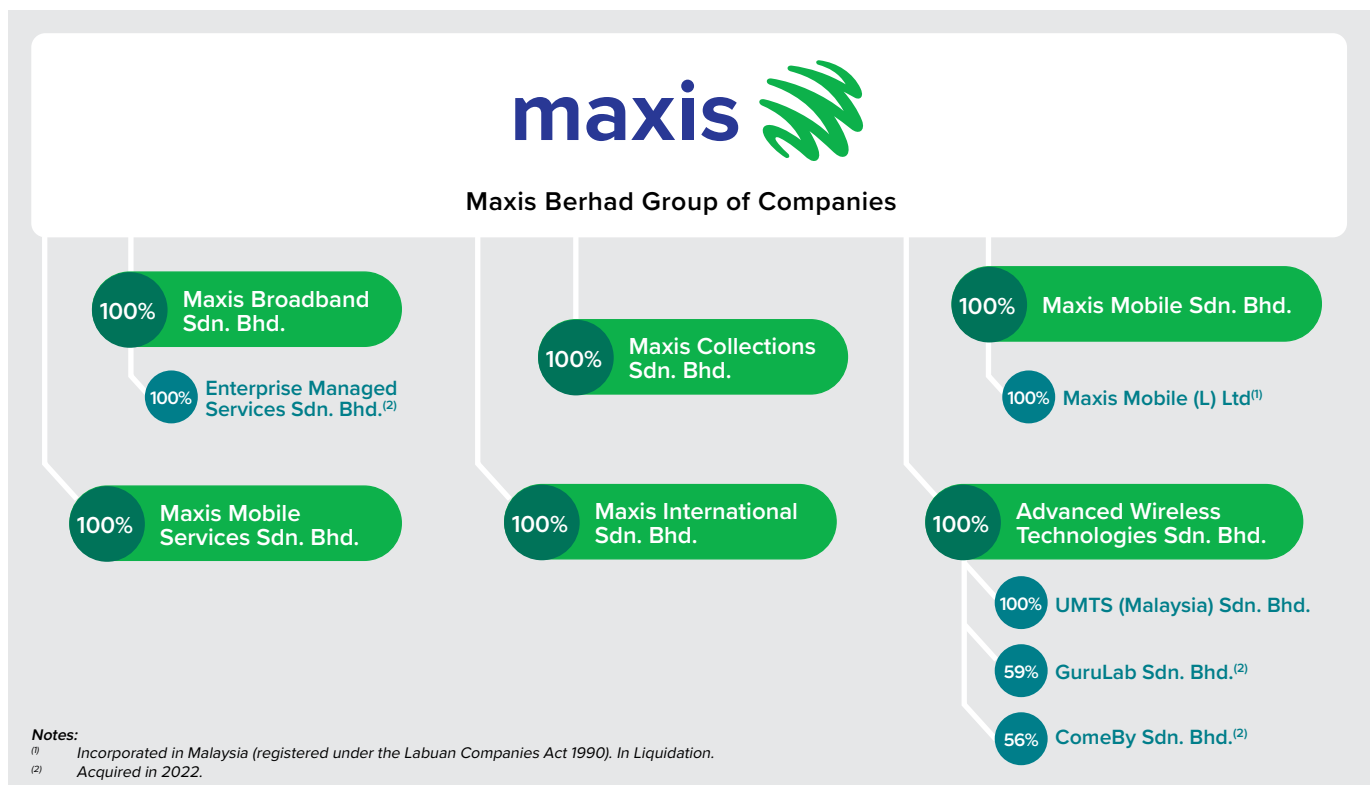 maxis
Maxis Berhad Group of Companies
100%
Maxis Broadband
Sdn. Bhd.
100%
Enterprise Managed
Services Sdn. Bhd.(2)
100%
Maxis Mobile
Services Sdn. Bhd.
100%
Maxis Collections
Sdn. Bhd.
100%
Maxis International
Sdn. Bhd.
100%
Maxis Mobile Sdn. Bhd.
100%
Maxis Mobile (L) Ltd(1)
100%
Advanced Wireless
Technologies Sdn. Bhd.
100%
UMTS (Malaysia) Sdn. Bhd.
59%
GuruLab Sdn. Bhd.(2)
56%
ComeBy Sdn. Bhd.(2)
Notes:
(1) Incorporated in Malaysia (registered under the Labuan Companies Act 1990). In Liquidation.
(2) Acquired in 2022.